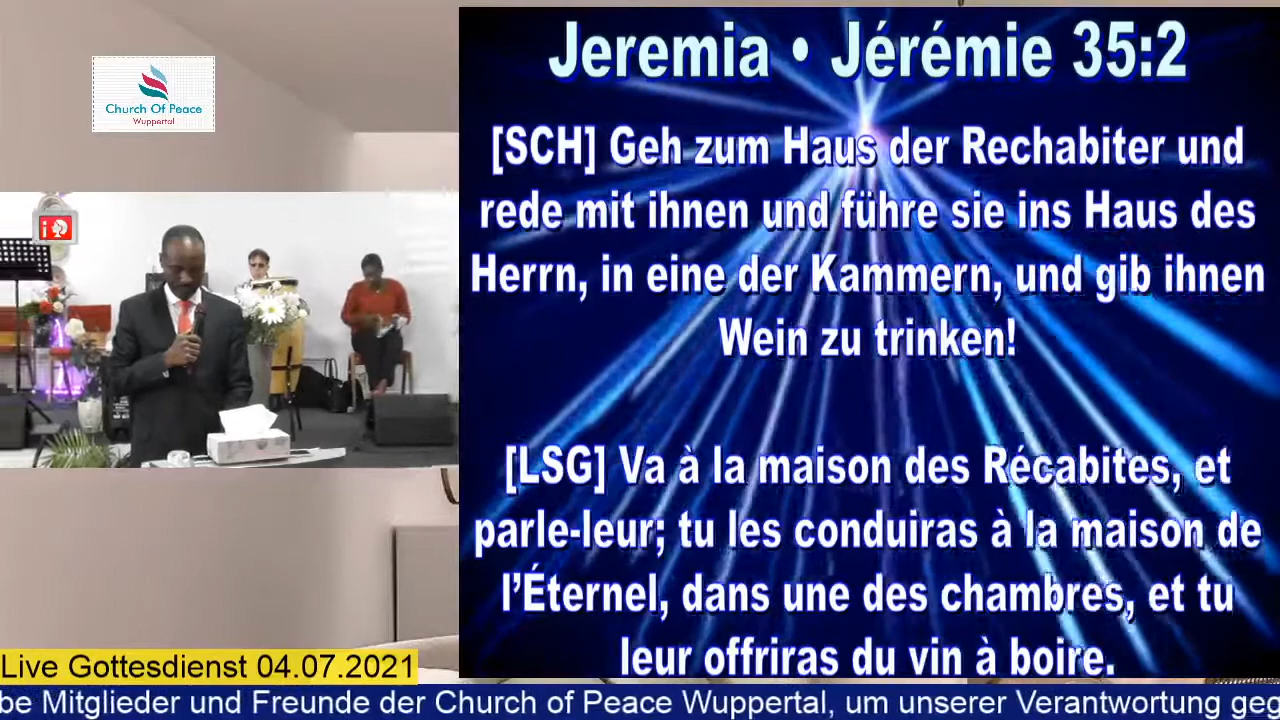 Church Of Peace
Wuppertal
Jeremia • Jérémie 35:2
[SCH] Geh zum Haus der Rechabiter und
rede mit ihnen und führe sie ins Haus des
Herrn, in eine der Kammern, und gib ihnen
Wein zu trinken!
[LSG] Va à la maison des Récabites, et
parle-leur; tu les conduiras à la maison de
l’Éternel, dans une des chambres, et tu
leur offriras du vin à boire.
Live Gottesdienst 04.07.2021
be Mitglieder und Freunde der Church of Peace Wuppertal, um unserer Verantwortung geg